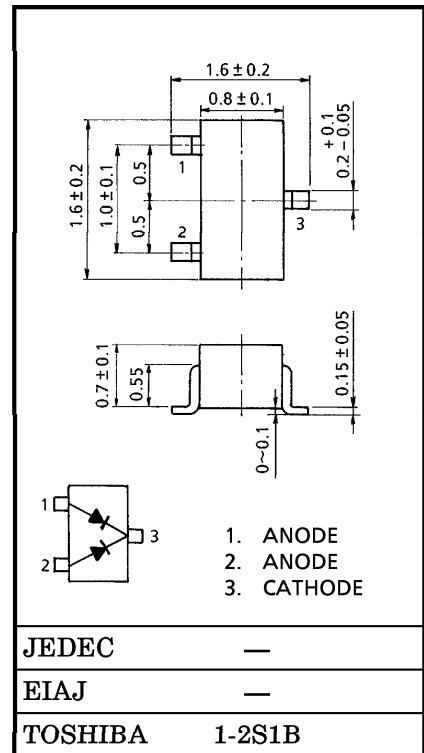 1.6 ± 0.2
0.8 ± 0.1
+ 0.1
0.2 − 0.05
1.6 ± 0.2
1.0 ± 0.1
0.5
0.5
1
2
3
0.7 ± 0.1
0.55
0~0.1
0.15 ± 0.05
1
2
3
1. ANODE
2. ANODE
3. CATHODE
JEDEC —
EIAJ —
TOSHIBA 1-2S1B